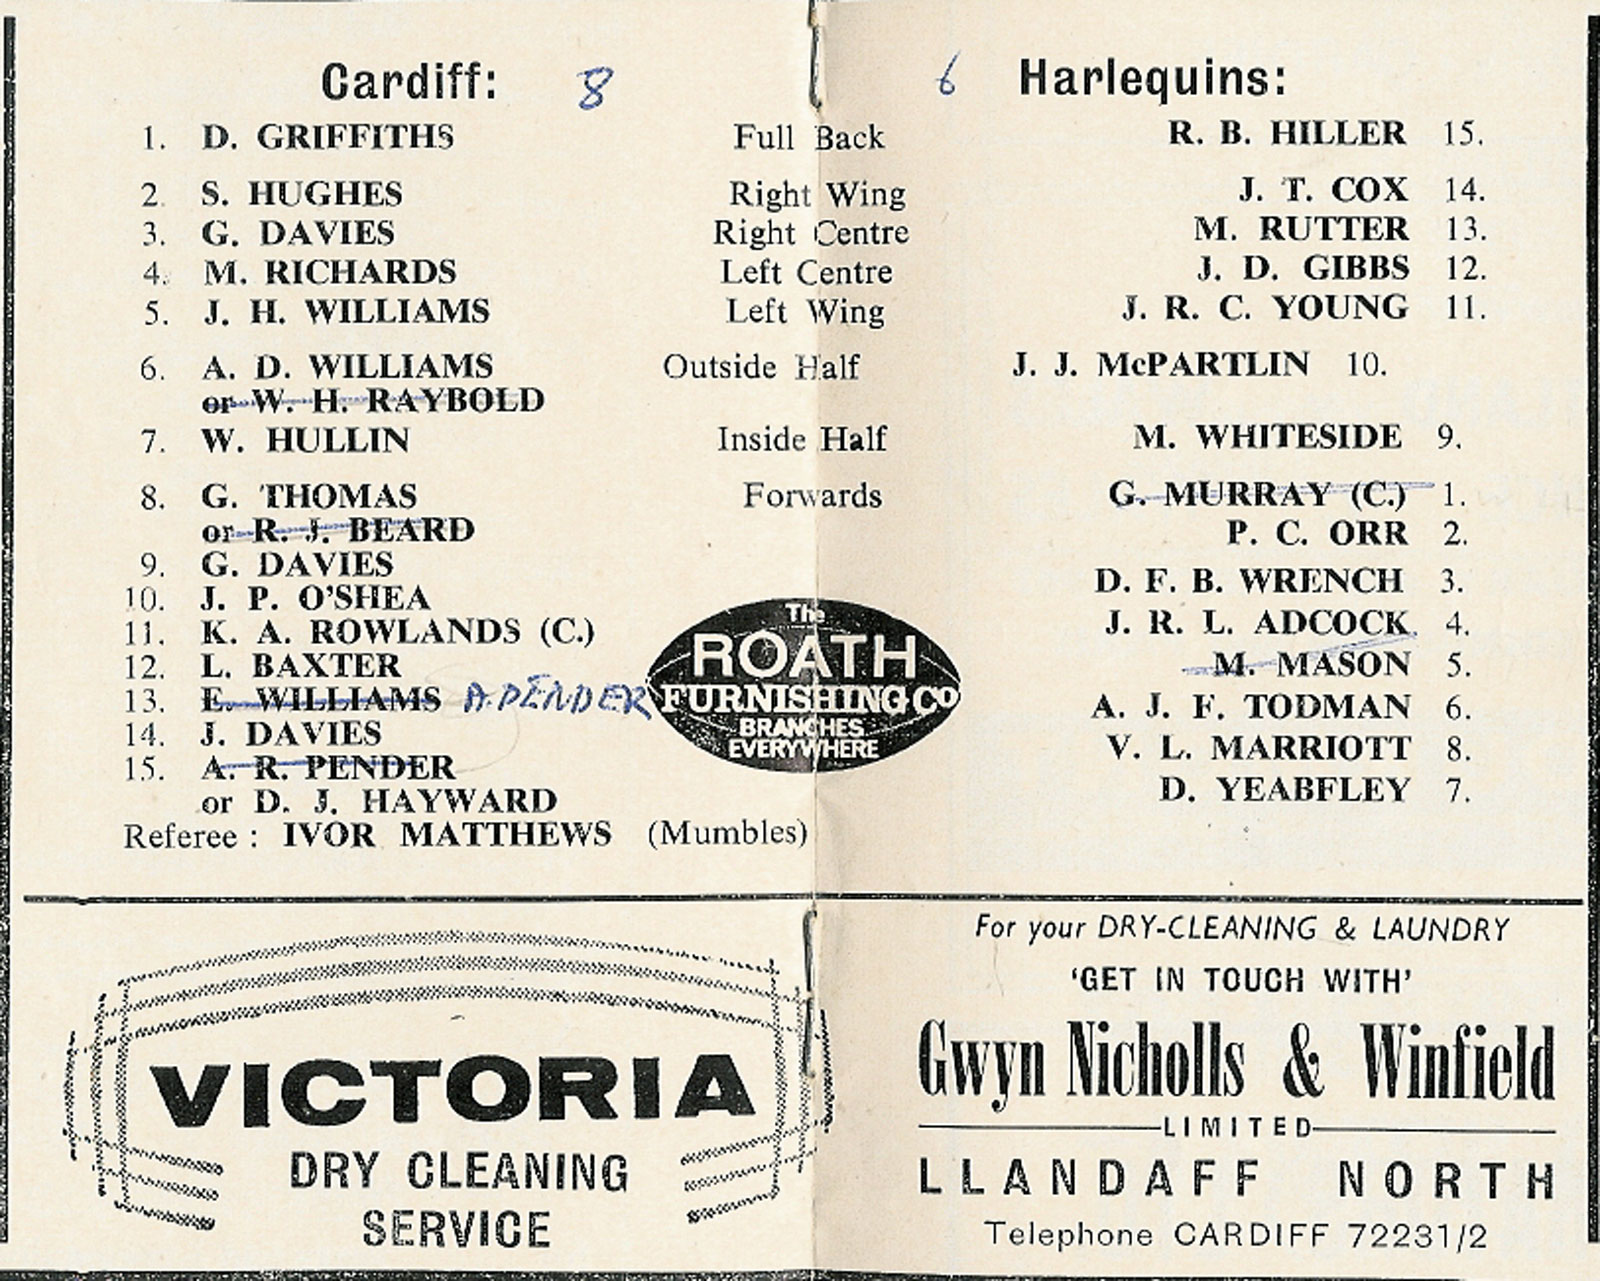 Cardiff: 8
1. D. GRIFFITHS Full Back
2. S. HUGHES Right Wing
3. G. DAVIES Right Centre
4. M. RICHARDS Left Centre
5. J. H. WILLIAMS Left Wing
6. A. D. WILLIAMS Outside Half
or W. H. RAYBOLD
7. W. HULLIN Inside Half
8. G. THOMAS Forwards
or R. J. BEARD
9. G. DAVIES
10. J. P. O'SHEA
11. K. A. ROWLANDS (C.)
12. L. BAXTER
13. E. WILLIAMS A. PENDER
14. J. DAVIES
15. A. R. PENDER
or D. J. HAYWARD
Referee : IVOR MATTHEWS (Mumbles)
6 Harlequins:
R. B. HILLER 15.
J. T. COX 14.
M. RUTTER 13.
J. D. GIBBS 12.
J. R. C. YOUNG 11.
J. J. McPARTLIN 10.
M. WHITESIDE 9.
G. MURRAY (C.) 1.
P. C. ORR 2.
D. F. B. WRENCH 3.
J. R. L. ADCOCK 4.
M. MASON 5.
A. J. F. TODMAN 6.
V. L. MARRIOTT 8.
D. YEABFLEY 7.
The
ROATH
FURNISHING CO
BRANCHES
EVERYWHERE
VICTORIA
DRY CLEANING
SERVICE
For your DRY-CLEANING & LAUNDRY
'GET IN TOUCH WITH'
Gwyn Nicholls & Winfield
LIMITED
LLANDAFF NORTH
Telephone CARDIFF 72231/2